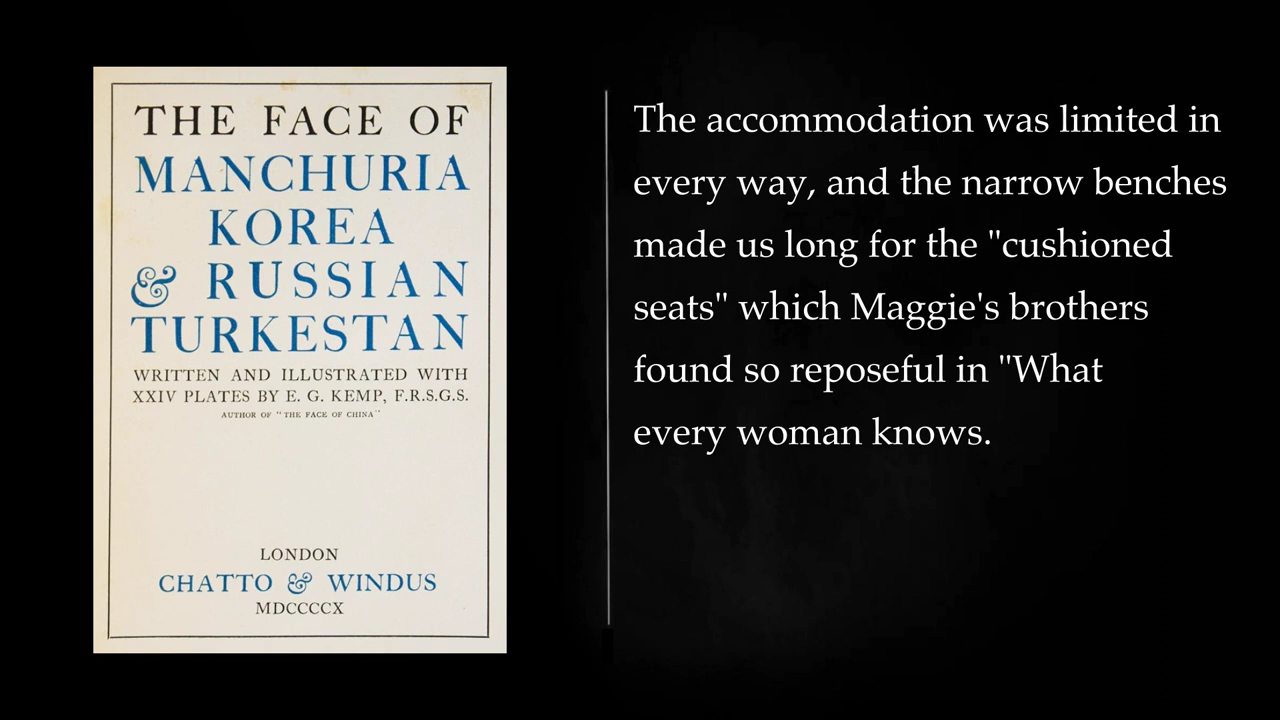 THE FACE OF
MANCHURIA
KOREA
& RUSSIAN
TURKESTAN
WRITTEN AND ILLUSTRATED WITH
XXIV PLATES BY E. G. KEMP, F.R.S.G.S.
AUTHOR OF "THE FACE OF CHINA"
LONDON
CHATTO & WINDUS
MDCCCCX
The accommodation was limited in
every way, and the narrow benches
made us long for the "cushioned
seats" which Maggie's brothers
found so reposeful in "What
every woman knows.